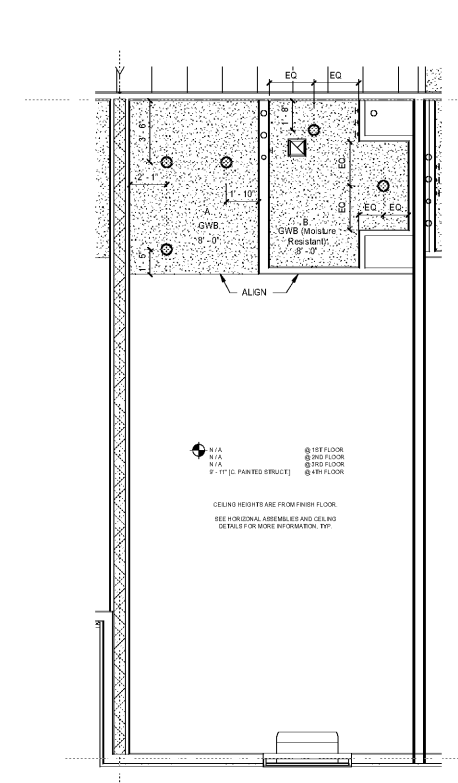 EQ EQ
1' - 8"
3' - 6"
2' - 1"
1' - 10"
EQ
EQ
EQ EQ
A
GWB
8' - 0"
B
GWB (Moisture
Resistant)
8' - 0"
1' - 5"
ALIGN
N / A @ 1ST FLOOR
N / A @ 2ND FLOOR
N / A @ 3RD FLOOR
9' - 11" [C. PAINTED STRUCT.] @ 4TH FLOOR
CEILING HEIGHTS ARE FROM FINISH FLOOR.
SEE HORIZONAL ASSEMBLIES AND CEILING
DETAILS FOR MORE INFORMATION, TYP.